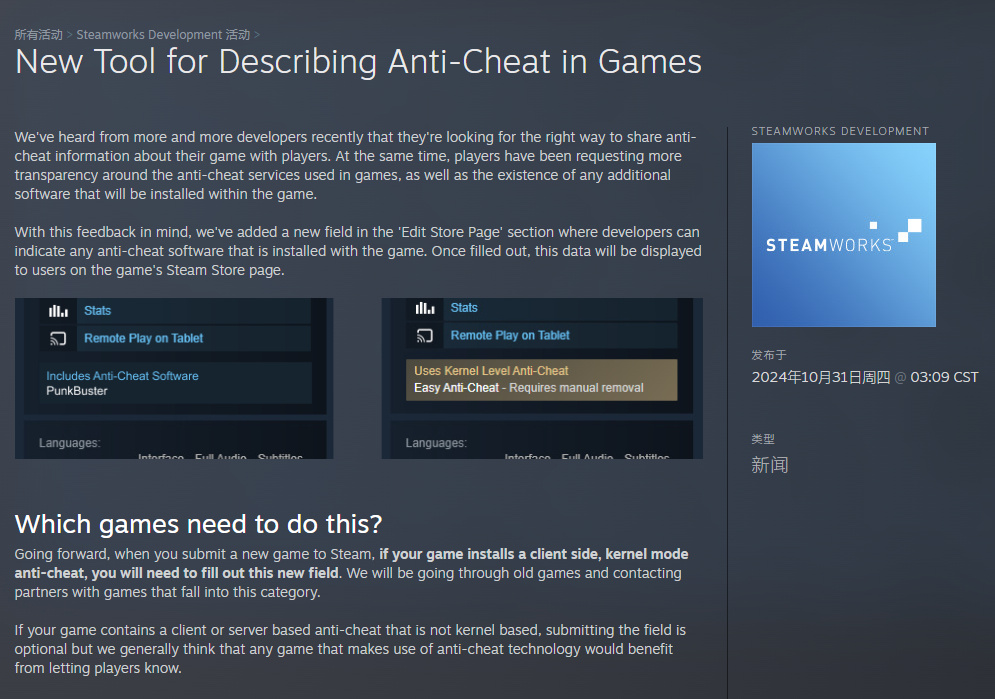 所有活动 > Steamworks Development 活动 >
New Tool for Describing Anti-Cheat in Games
We've heard from more and more developers recently that they're looking for the right way to share anti-
cheat information about their game with players. At the same time, players have been requesting more
transparency around the anti-cheat services used in games, as well as the existence of any additional
software that will be installed within the game.
With this feedback in mind, we've added a new field in the 'Edit Store Page' section where developers can
indicate any anti-cheat software that is installed with the game. Once filled out, this data will be displayed
to users on the game's Steam Store page.
Stats
Remote Play on Tablet
Includes Anti-Cheat Software
PunkBuster
Languages:
Interface Full Audio Subtitles
Stats
Remote Play on Tablet
Uses Kernel Level Anti-Cheat
Easy Anti-Cheat - Requires manual removal
Languages:
Interface Full Audio Subtitles
Which games need to do this?
Going forward, when you submit a new game to Steam, if your game installs a client side, kernel mode
anti-cheat, you will need to fill out this new field. We will be going through old games and contacting
partners with games that fall into this category.
If your game contains a client or server based anti-cheat that is not kernel based, submitting the field is
optional but we generally think that any game that makes use of anti-cheat technology would benefit
from letting players know.
STEAMWORKS DEVELOPMENT
STEAMWORKS
发布于
2024年10月31日周四 @ 03:09 CST
类型
新闻